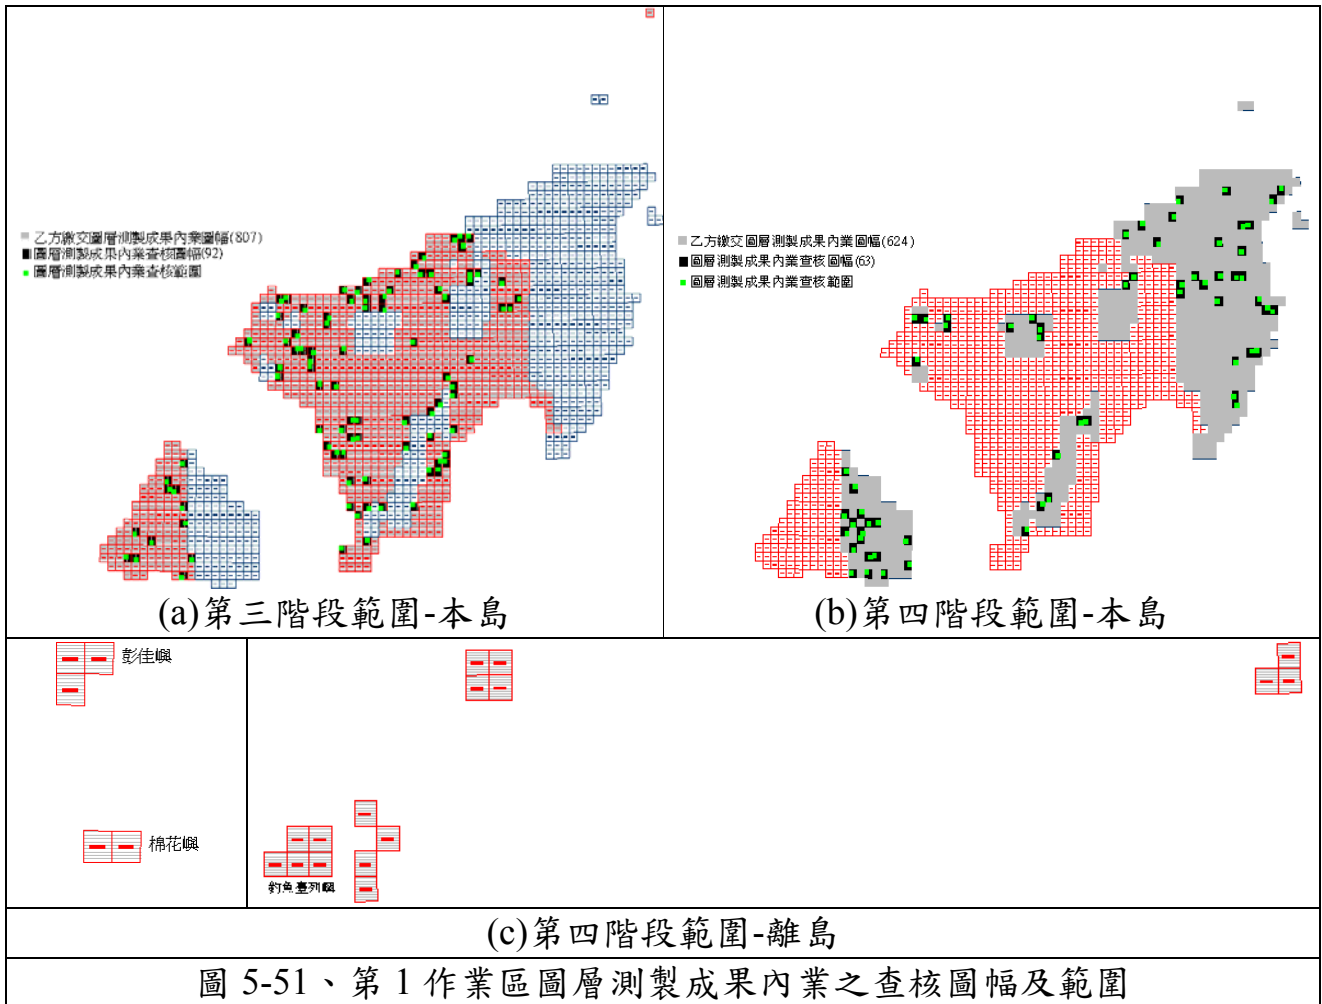 乙方繳交圖層測製成果內業圖幅(807)
圖層測製成果內業查核圖幅(92)
圖層測製成果內業查核範圍
(a)第三階段範圍-本島
乙方繳交圖層測製成果內業圖幅(624)
圖層測製成果內業查核圖幅(63)
圖層測製成果內業查核範圍
(b)第四階段範圍-本島
彭佳嶼
棉花嶼
釣魚臺列嶼
(c)第四階段範圍-離島
圖 5-51、第 1 作業區圖層測製成果內業之查核圖幅及範圍